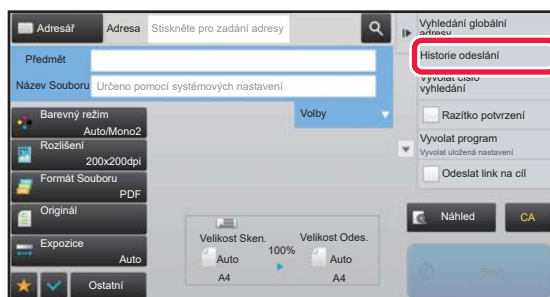 Adresář
Adresa
Stiskněte pro zadání adresy
Předmět
Název Souboru
Určeno pomocí systémových nastavení
Barevný režim
Auto/Mono2
Rozlišení
200x200dpi
Formát Souboru
PDF
Originál
Expozice
Auto
Ostatní
Volby
Velikost Sken.
100%
Velikost Odes.
Auto
Auto
A4
A4
Vyhledání globální
adresy
Historie odeslání
Vyvolat číslo
vyhledání
Razítko potvrzení
Vyvolat program
Vyvolat uložená nastavení
Odeslat link na cíl
Náhled
CA
Start